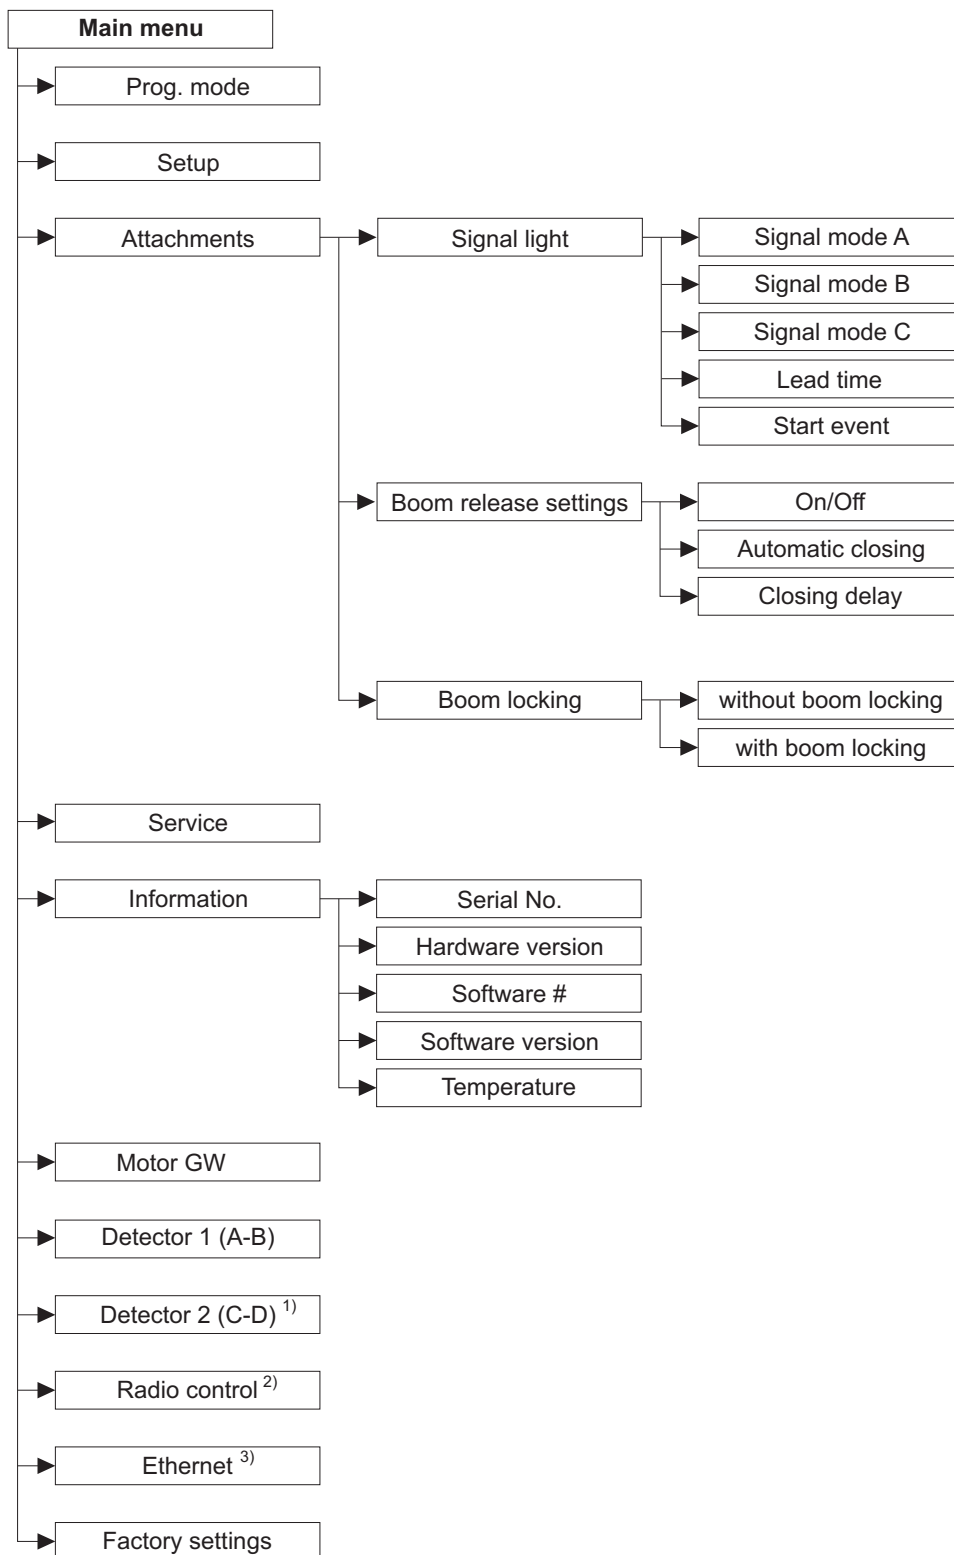 Main menu
Prog. mode
Setup
Attachments
Signal light
Signal mode A
Signal mode B
Signal mode C
Lead time
Start event
Boom release settings
On/Off
Automatic closing
Closing delay
Boom locking
without boom locking
with boom locking
Service
Information
Serial No.
Hardware version
Software #
Software version
Temperature
Motor GW
Detector 1 (A-B)
Detector 2 (C-D) 1)
Radio control 2)
Ethernet 3)
Factory settings